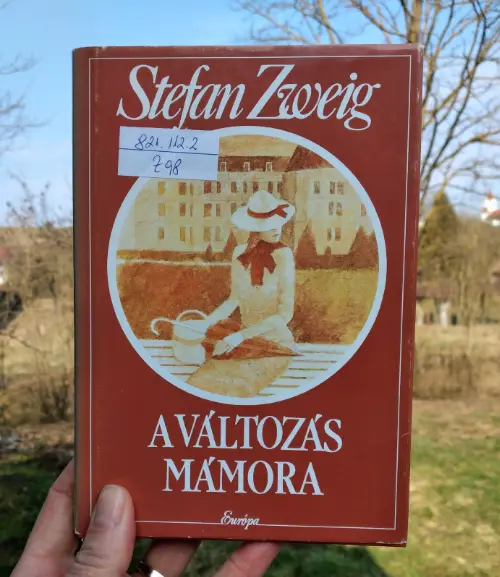 Stefan Zweig
821.112.2
Z98
A VÁLTOZÁS
MÁMORA
Európa